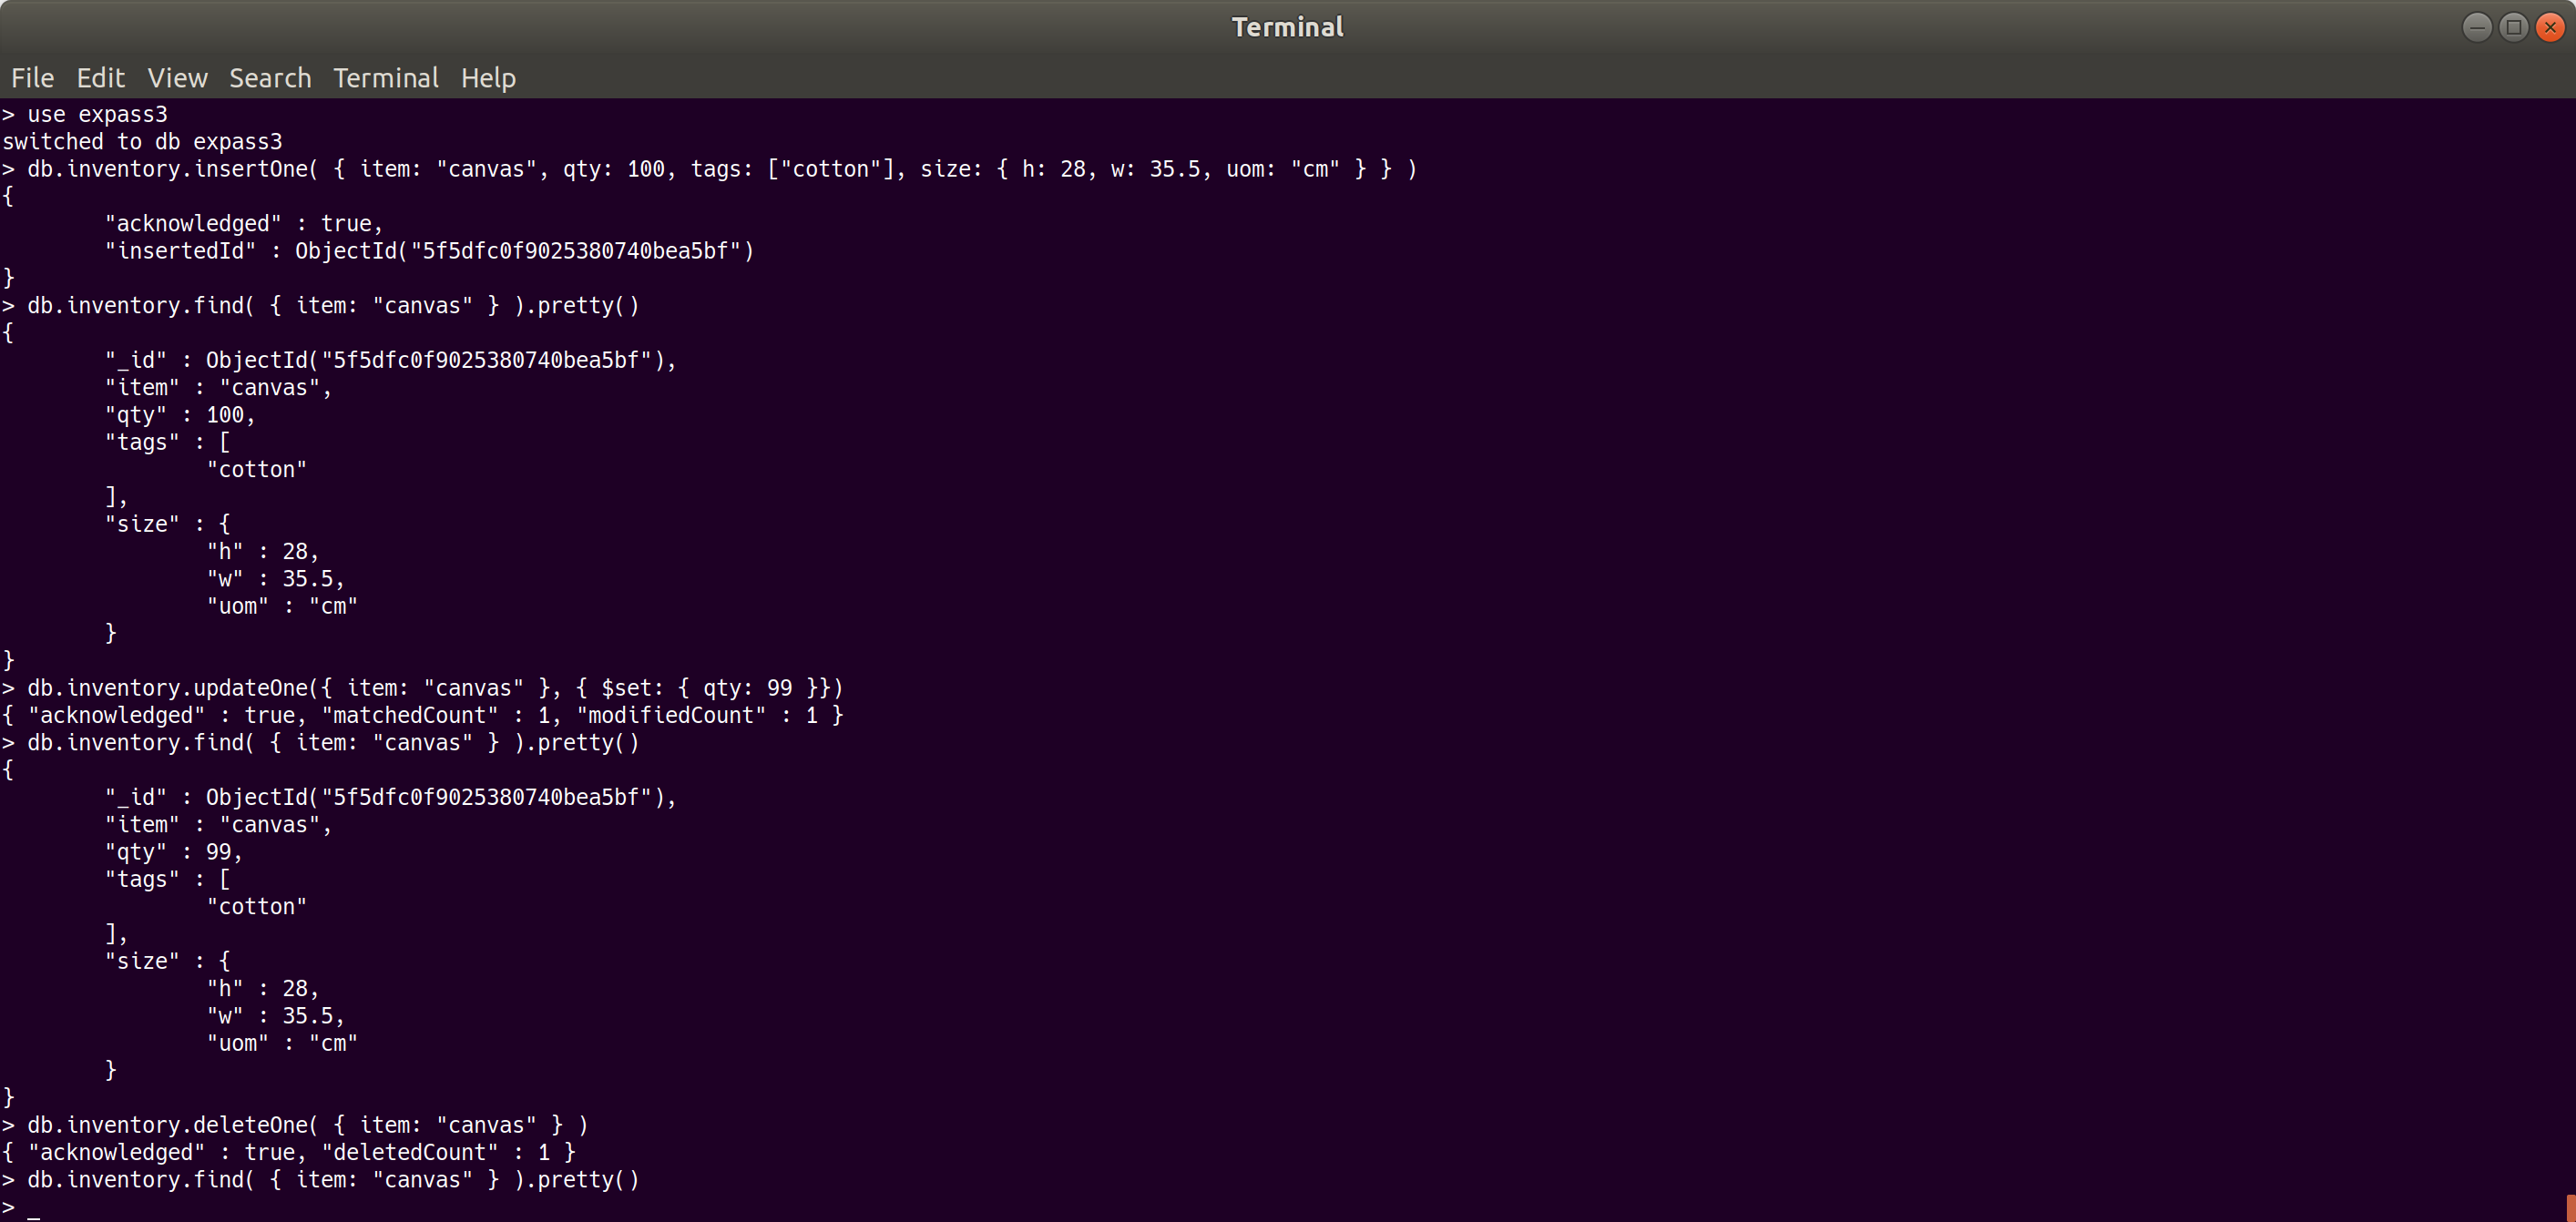 Terminal
File Edit View Search Terminal Help
> use expass3
switched to db expass3
> db.inventory.insertOne( { item: "canvas", qty: 100, tags: ["cotton"], size: { h: 28, w: 35.5, uom: "cm" } } )
{
        "acknowledged" : true,
        "insertedId" : ObjectId("5f5dfc0f9025380740bea5bf")
}
> db.inventory.find( { item: "canvas" } ).pretty()
{
        "_id" : ObjectId("5f5dfc0f9025380740bea5bf"),
        "item" : "canvas",
        "qty" : 100,
        "tags" : [
                "cotton"
        ],
        "size" : {
                "h" : 28,
                "w" : 35.5,
                "uom" : "cm"
        }
}
> db.inventory.updateOne({ item: "canvas" }, { $set: { qty: 99 }})
{ "acknowledged" : true, "matchedCount" : 1, "modifiedCount" : 1 }
> db.inventory.find( { item: "canvas" } ).pretty()
{
        "_id" : ObjectId("5f5dfc0f9025380740bea5bf"),
        "item" : "canvas",
        "qty" : 99,
        "tags" : [
                "cotton"
        ],
        "size" : {
                "h" : 28,
                "w" : 35.5,
                "uom" : "cm"
        }
}
> db.inventory.deleteOne( { item: "canvas" } )
{ "acknowledged" : true, "deletedCount" : 1 }
> db.inventory.find( { item: "canvas" } ).pretty()
> _